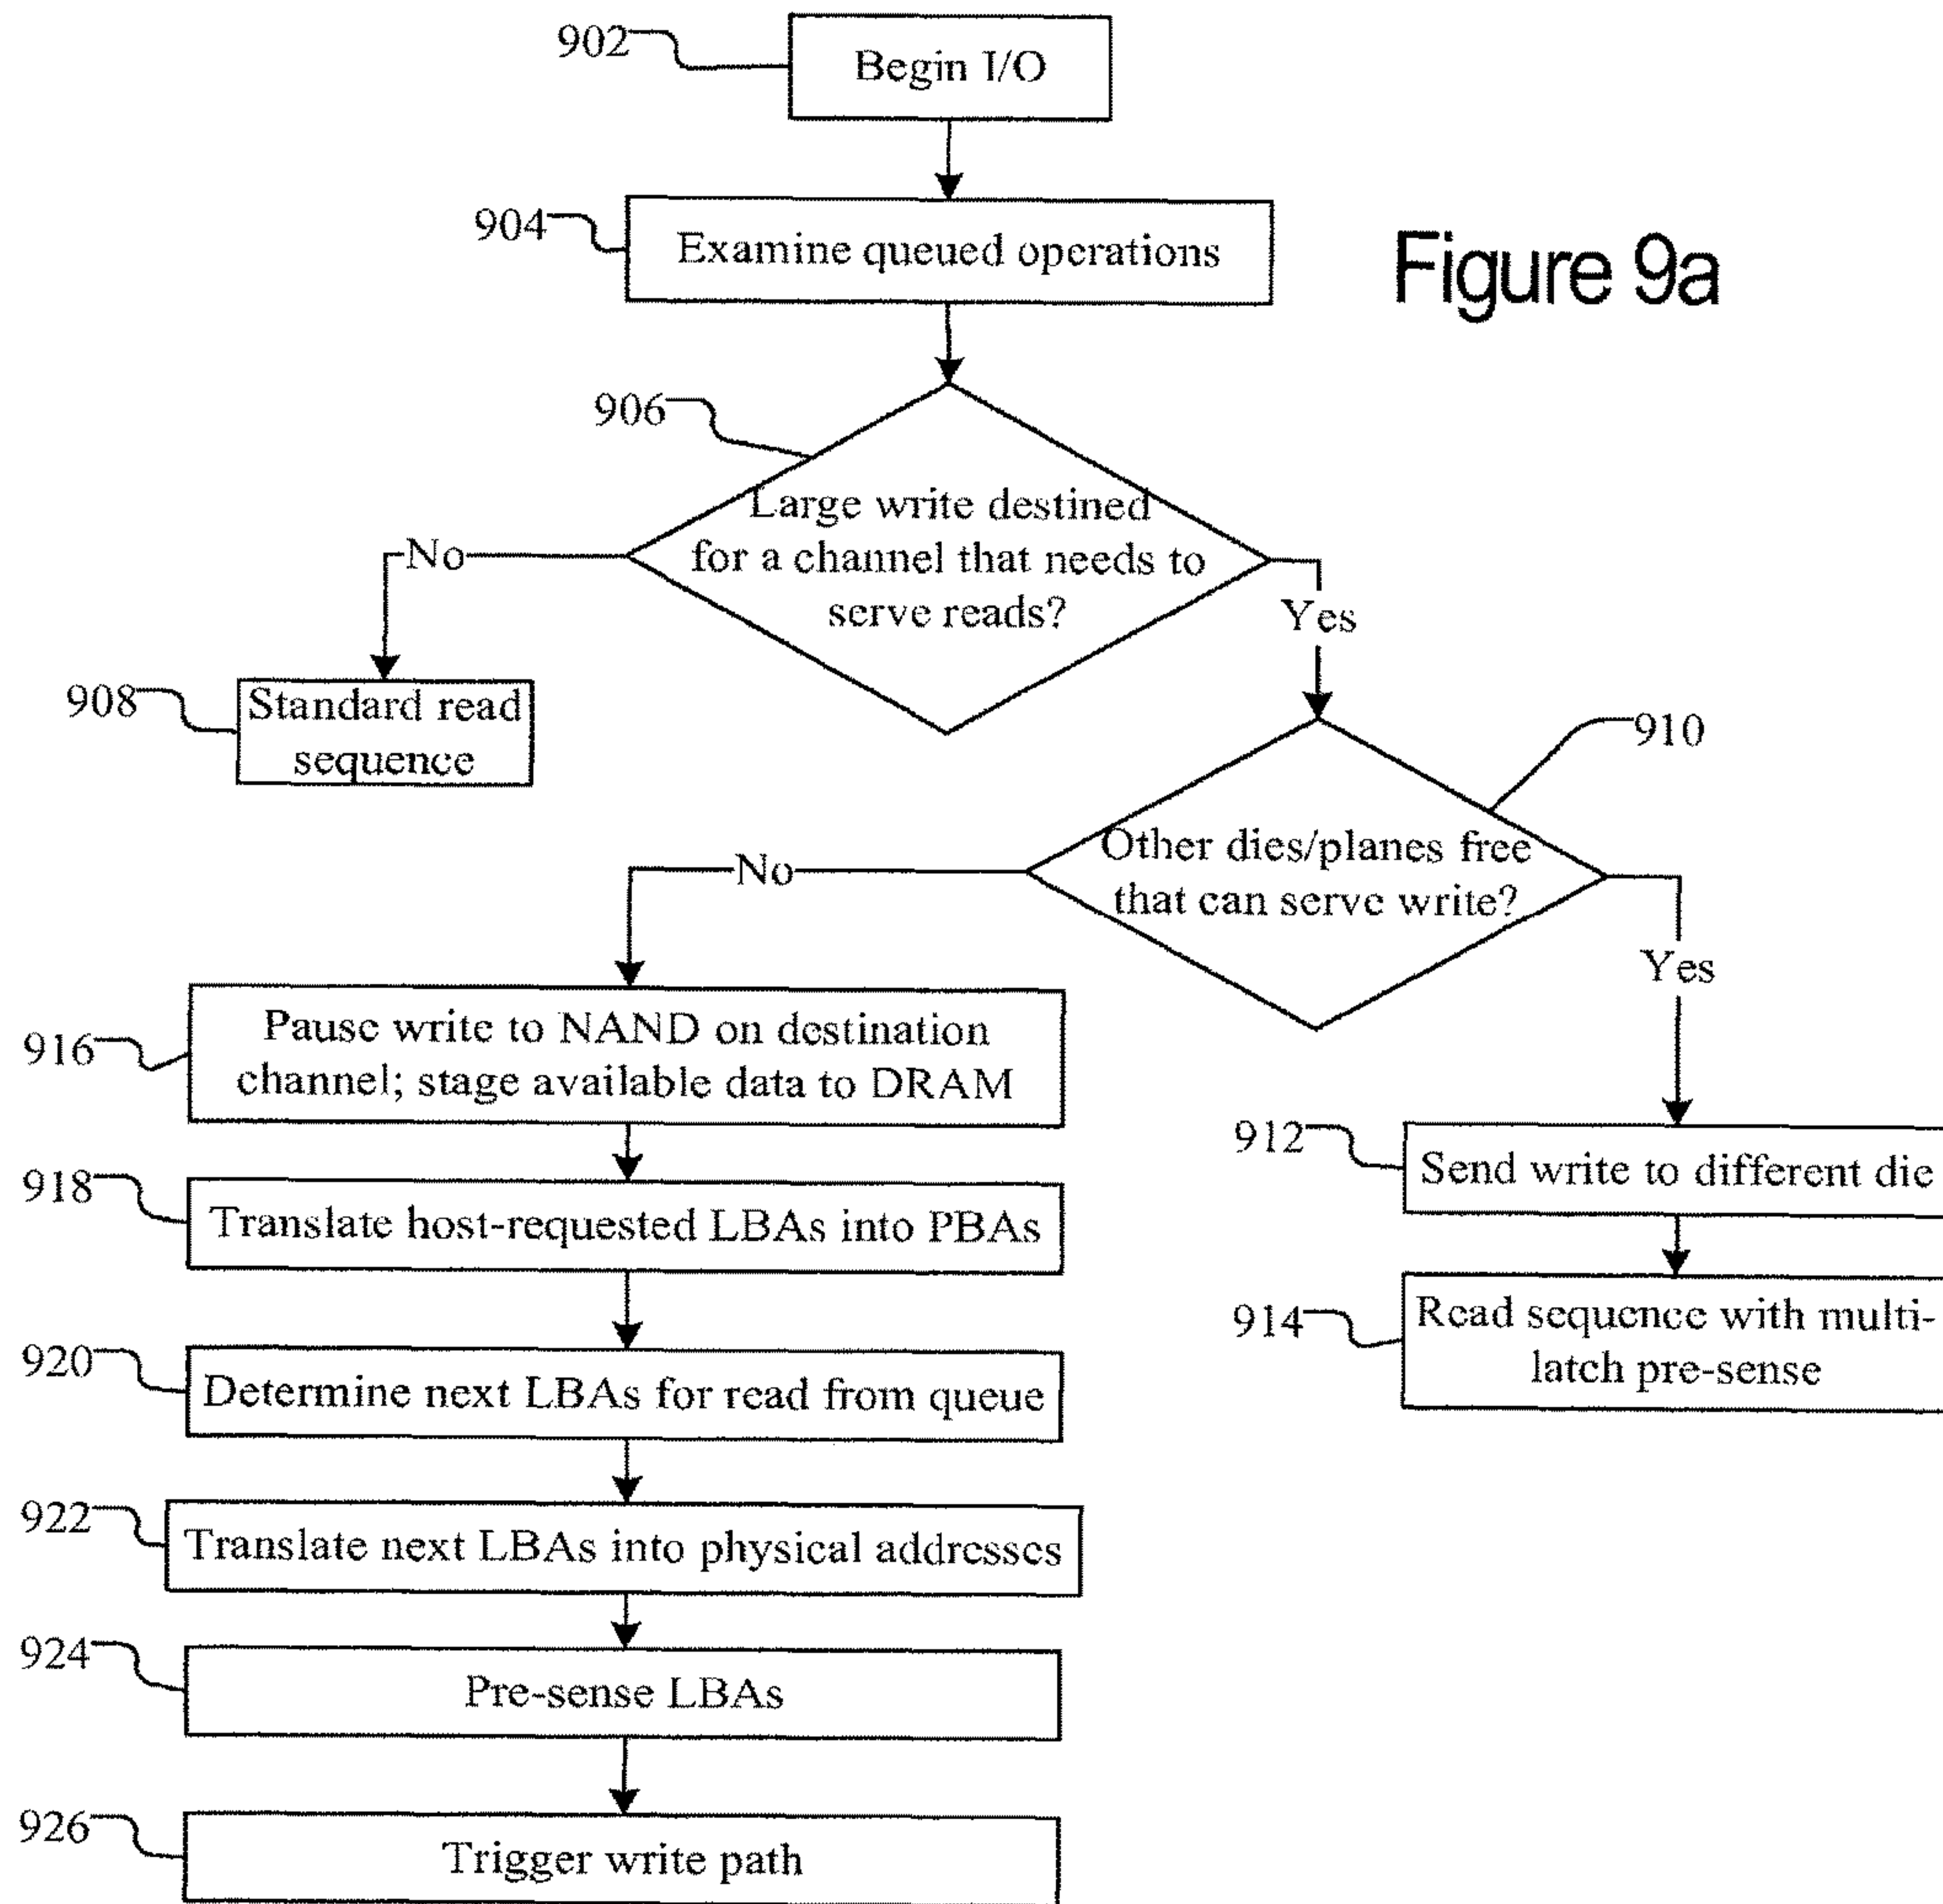 902
Begin I/O
904
Examine queued operations
Figure 9a
906
Large write destined
for a channel that needs to
serve reads?
No
Yes
908
Standard read
sequence
910
Other dies/planes free
that can serve write?
No
Yes
916
Pause write to NAND on destination
channel; stage available data to DRAM
912
Send write to different die
918
Translate host-requested LBAs into PBAs
914
Read sequence with multi-
latch pre-sense
920
Determine next LBAs for read from queue
922
Translate next LBAs into physical addresses
924
Pre-sense LBAs
926
Trigger write path